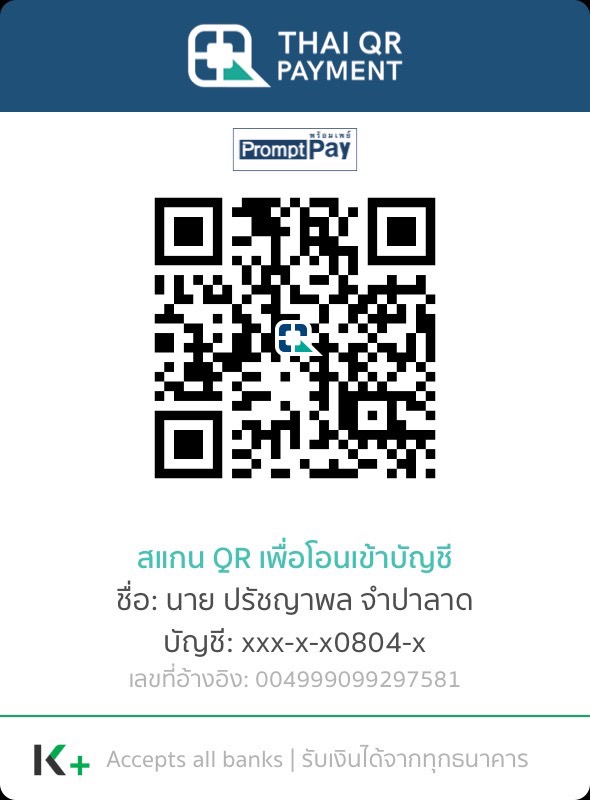 THAI QR
PAYMENT
พร้อมเพย์
PromptPay
สแกน QR เพื่อโอนเข้าบัญชี
ชื่อ: นาย ปรัชญาพล จำปาลาด
บัญชี: xxx-x-x0804-x
เลขที่อ้างอิง: 004999099297581
K+ Accepts all banks | รับเงินได้จากทุกธนาคาร